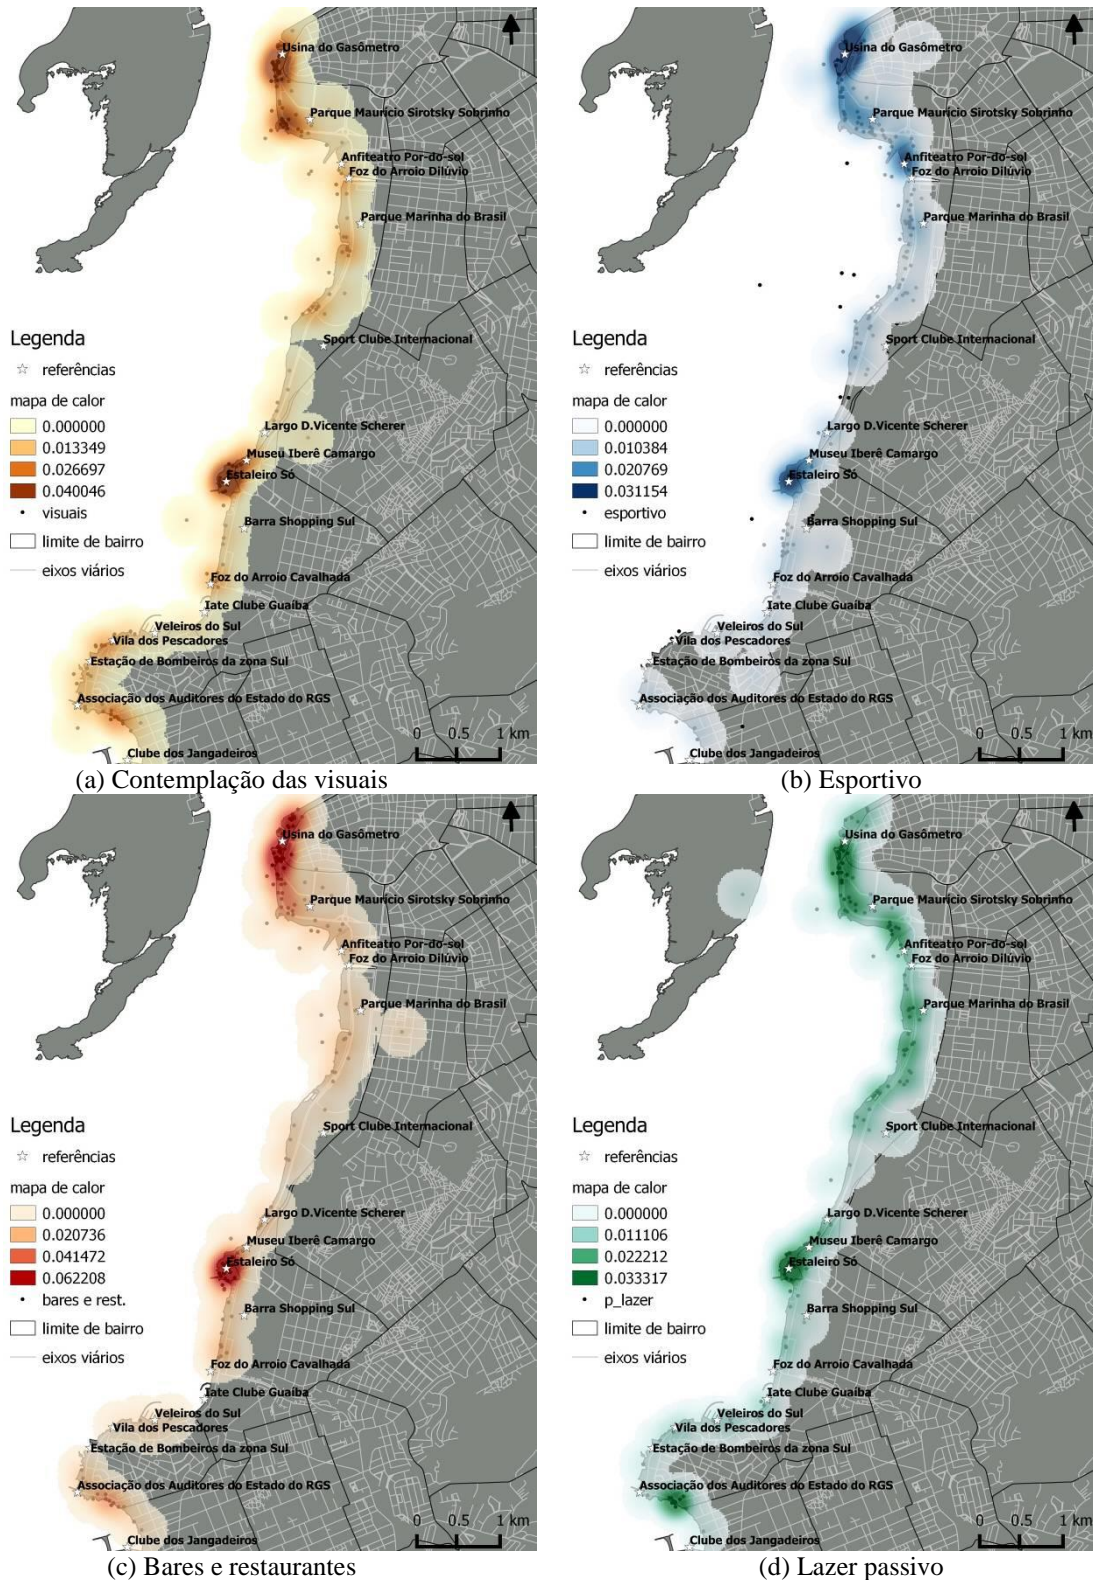 Usina do Gasômetro
Parque Maurício Sirotsky Sobrinho
Anfiteatro Por-do-sol
Foz do Arroio Dilúvio
Parque Marinha do Brasil
Sport Clube Internacional
Largo D.Vicente Scherer
Museu Iberê Camargo
Estaleiro Só
Barra Shopping Sul
Foz do Arroio Cavalhada
Iate Clube Guaíba
Veleiros do Sul
Vila dos Pescadores
Estação de Bombeiros da zona Sul
Associação dos Auditores do Estado do RGS
Clube dos Jangadeiros
Legenda
referências
mapa de calor
0.000000
0.013349
0.026697
0.040046
visuais
limite de bairro
eixos viários
0 0.5 1 km
(a) Contemplação das visuais
Usina do Gasômetro
Parque Maurício Sirotsky Sobrinho
Anfiteatro Por-do-sol
Foz do Arroio Dilúvio
Parque Marinha do Brasil
Sport Clube Internacional
Largo D.Vicente Scherer
Museu Iberê Camargo
Estaleiro Só
Barra Shopping Sul
Foz do Arroio Cavalhada
Iate Clube Guaíba
Veleiros do Sul
Vila dos Pescadores
Estação de Bombeiros da zona Sul
Associação dos Auditores do Estado do RGS
Clube dos Jangadeiros
Legenda
referências
mapa de calor
0.000000
0.010384
0.020769
0.031154
esportivo
limite de bairro
eixos viários
0 0.5 1 km
(b) Esportivo
Usina do Gasômetro
Parque Maurício Sirotsky Sobrinho
Anfiteatro Por-do-sol
Foz do Arroio Dilúvio
Parque Marinha do Brasil
Sport Clube Internacional
Largo D.Vicente Scherer
Museu Iberê Camargo
Estaleiro Só
Barra Shopping Sul
Foz do Arroio Cavalhada
Iate Clube Guaíba
Veleiros do Sul
Vila dos Pescadores
Estação de Bombeiros da zona Sul
Associação dos Auditores do Estado do RGS
Clube dos Jangadeiros
Legenda
referências
mapa de calor
0.000000
0.020736
0.041472
0.062208
bares e rest.
limite de bairro
eixos viários
0 0.5 1 km
(c) Bares e restaurantes
Usina do Gasômetro
Parque Maurício Sirotsky Sobrinho
Anfiteatro Por-do-sol
Foz do Arroio Dilúvio
Parque Marinha do Brasil
Sport Clube Internacional
Largo D.Vicente Scherer
Museu Iberê Camargo
Estaleiro Só
Barra Shopping Sul
Foz do Arroio Cavalhada
Iate Clube Guaíba
Veleiros do Sul
Vila dos Pescadores
Estação de Bombeiros da zona Sul
Associação dos Auditores do Estado do RGS
Clube dos Jangadeiros
Legenda
referências
mapa de calor
0.000000
0.011106
0.022212
0.033317
p_lazer
limite de bairro
eixos viários
0 0.5 1 km
(d) Lazer passivo